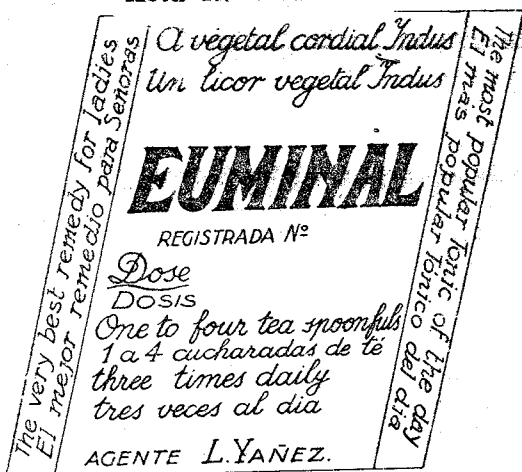 The very best remedy for ladies
El mejor remedio para Señoras
A vegetal cordial Indus
Un licor vegetal Indus
EUMINAL
REGISTRADA Nº
Dose
DOSIS
One to four tea spoonfuls
1 a 4 cucharadas de té
three times daily
tres veces al dia
AGENTE L. YAÑEZ.
The most popular Tonic of the day
El mas popular Tónico del dia